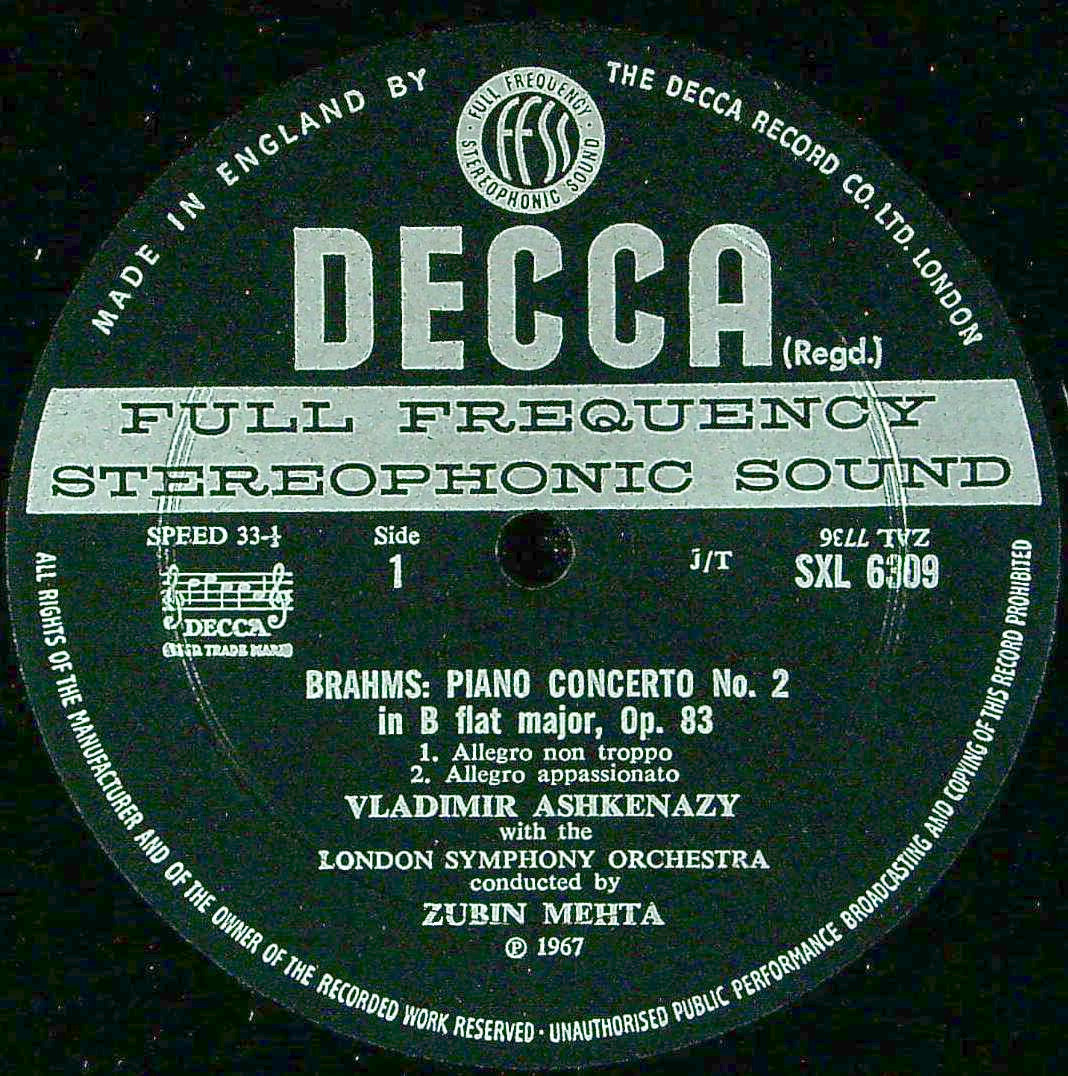 MADE IN ENGLAND BY
THE DECCA RECORD CO. LTD. LONDON
FULL FREQUENCY
STEREOPHONIC SOUND
FFSS
DECCA (Regd.)
FULL FREQUENCY
STEREOPHONIC SOUND
SPEED 33-⅓
Side
1
J/T
ZAL 7736
SXL 6309
DECCA
(REGD. TRADE MARK)
BRAHMS: PIANO CONCERTO No. 2
in B flat major, Op. 83
1. Allegro non troppo
2. Allegro appassionato
VLADIMIR ASHKENAZY
with the
LONDON SYMPHONY ORCHESTRA
conducted by
ZUBIN MEHTA
℗ 1967
ALL RIGHTS OF THE MANUFACTURER AND OF THE OWNER OF THE RECORDED WORK RESERVED · UNAUTHORISED PUBLIC PERFORMANCE BROADCASTING AND COPYING OF THIS RECORD PROHIBITED